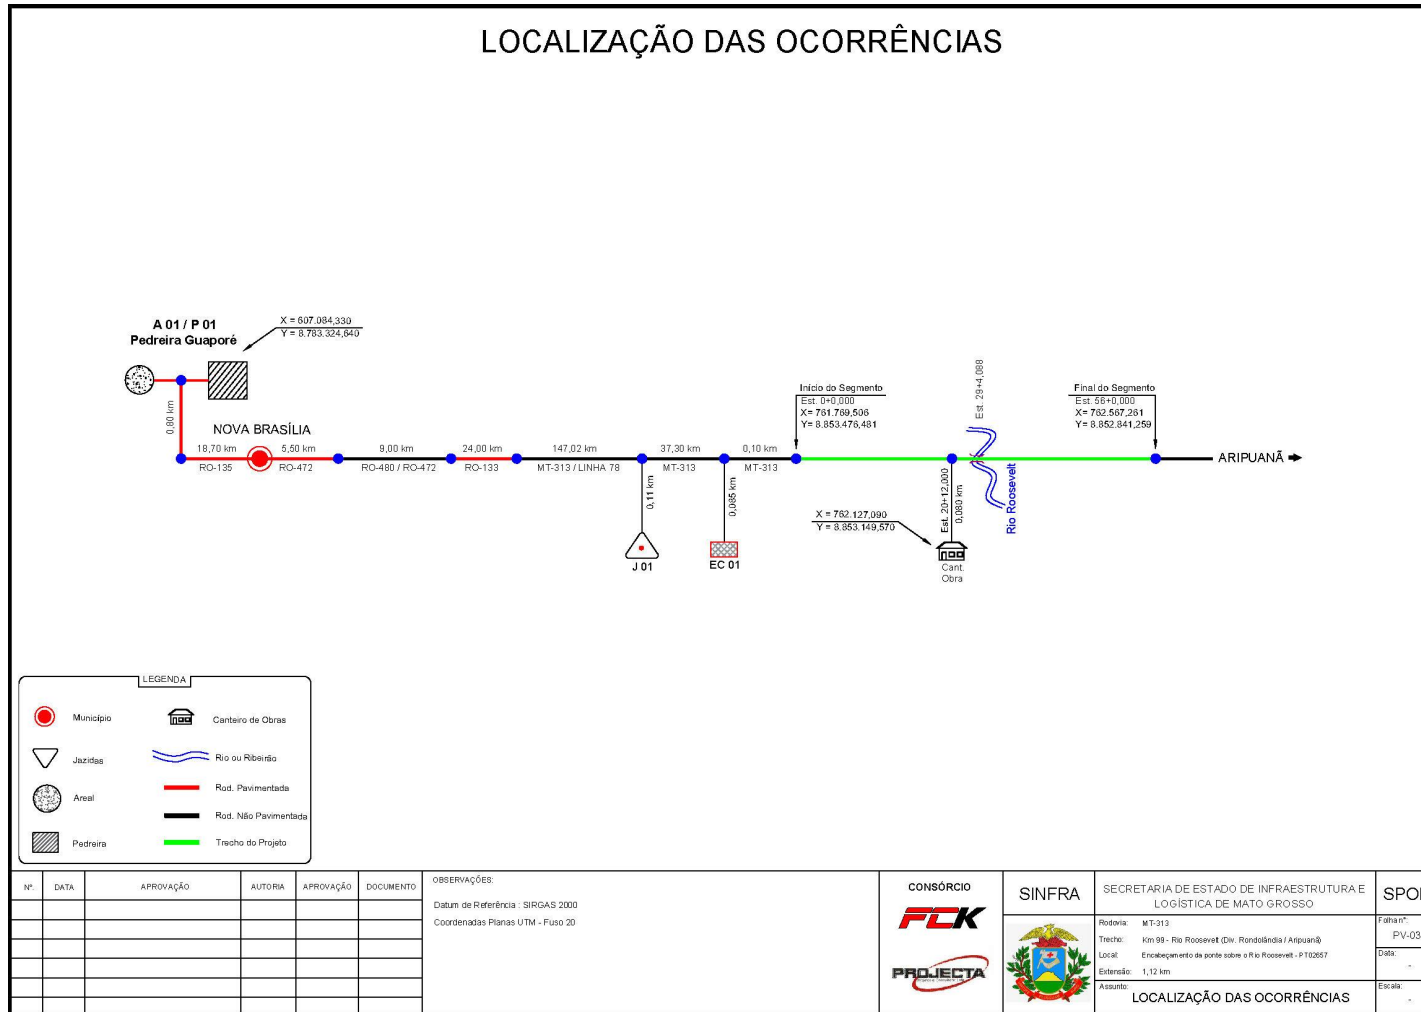 LOCALIZAÇÃO DAS OCORRÊNCIAS
A 01 / P 01
Pedreira Guaporé
X = 607.084,330
Y = 8.783.324,640
0,80 km
NOVA BRASÍLIA
18,70 km
RO-135
5,50 km
RO-472
9,00 km
RO-480 / RO-472
24,00 km
RO-133
147,02 km
MT-313 / LINHA 78
37,30 km
MT-313
0,10 km
MT-313
0,11 km
J 01
0,085 km
EC 01
Início do Segmento
Est. 0+0,000
X= 761.769,506
Y= 8.853.476,481
X = 762.127,090
Y = 8.853.149,570
Est. 20+12,000
0,080 km
Cant.
Obra
Est. 29+4,088
Rio Roosevelt
Final do Segmento
Est. 56+0,000
X= 762.567,261
Y= 8.852.841,259
ARIPUANÃ
LEGENDA
Município
Canteiro de Obras
Jazidas
Rio ou Ribeirão
Areal
Rod. Pavimentada
Rod. Não Pavimentada
Pedreira
Trecho do Projeto
Nº.
DATA
APROVAÇÃO
AUTORIA
APROVAÇÃO
DOCUMENTO
OBSERVAÇÕES:
Datum de Referência : SIRGAS 2000
Coordenadas Planas UTM - Fuso 20
CONSÓRCIO
FCK
PROJECTA
SINFRA
SECRETARIA DE ESTADO DE INFRAESTRUTURA E
LOGÍSTICA DE MATO GROSSO
Rodovia: MT-313
Trecho: Km 99 - Rio Roosevelt (Div. Rondolândia / Aripuanã)
Local: Encabeçamento da ponte sobre o Rio Roosevelt - PT02657
Extensão: 1,12 km
Assunto:
LOCALIZAÇÃO DAS OCORRÊNCIAS
Folha nº:
PV-03
Data:
-
Escala:
-